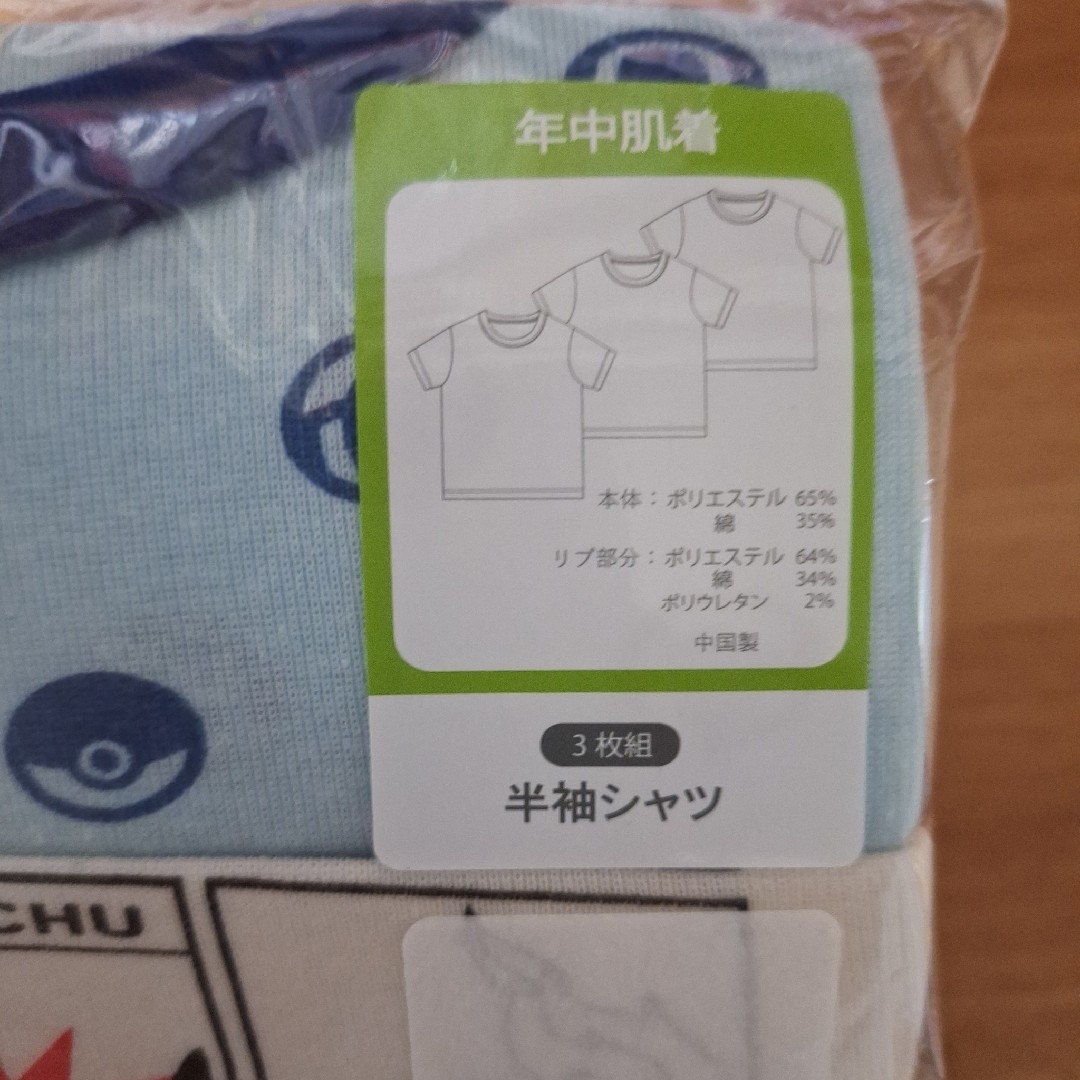 年中肌着
本体：ポリエステル 65%
綿 35%
リブ部分：ポリエステル 64%
綿 34%
ポリウレタン 2%
中国製
3枚組
半袖シャツ
CHU